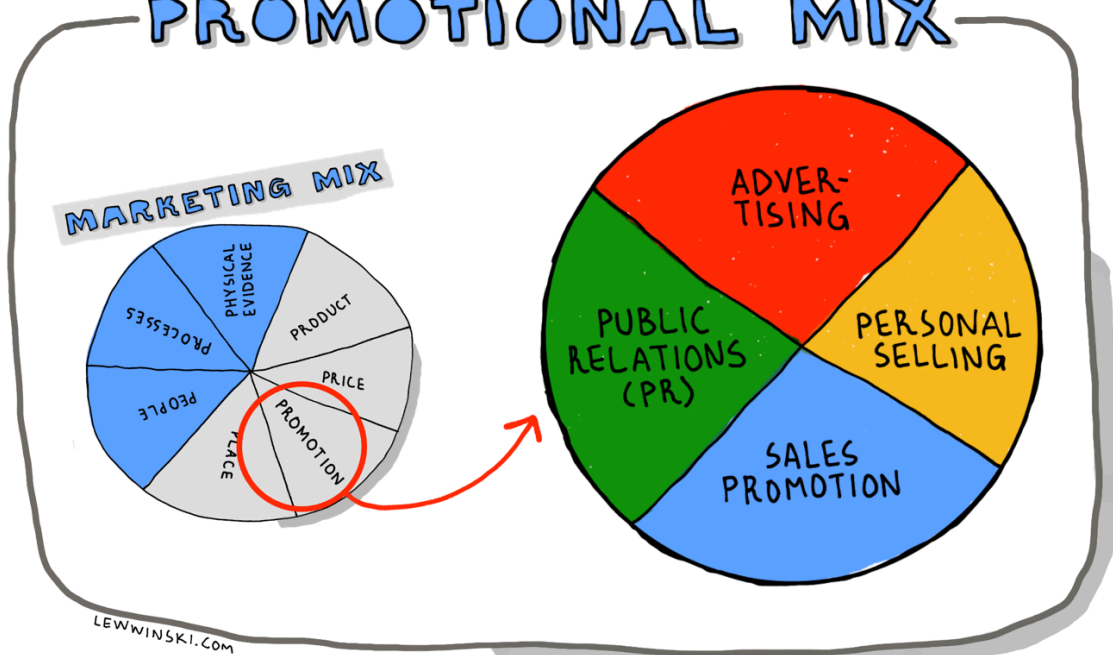 PROMOTIONAL MIX
MARKETING MIX
PHYSICAL
EVIDENCE
PRODUCT
PRICE
PROMOTION
PLACE
PEOPLE
PROCESSES
ADVER-
TISING
PERSONAL
SELLING
SALES
PROMOTION
PUBLIC
RELATIONS
(PR)
LEWWINSKI.COM